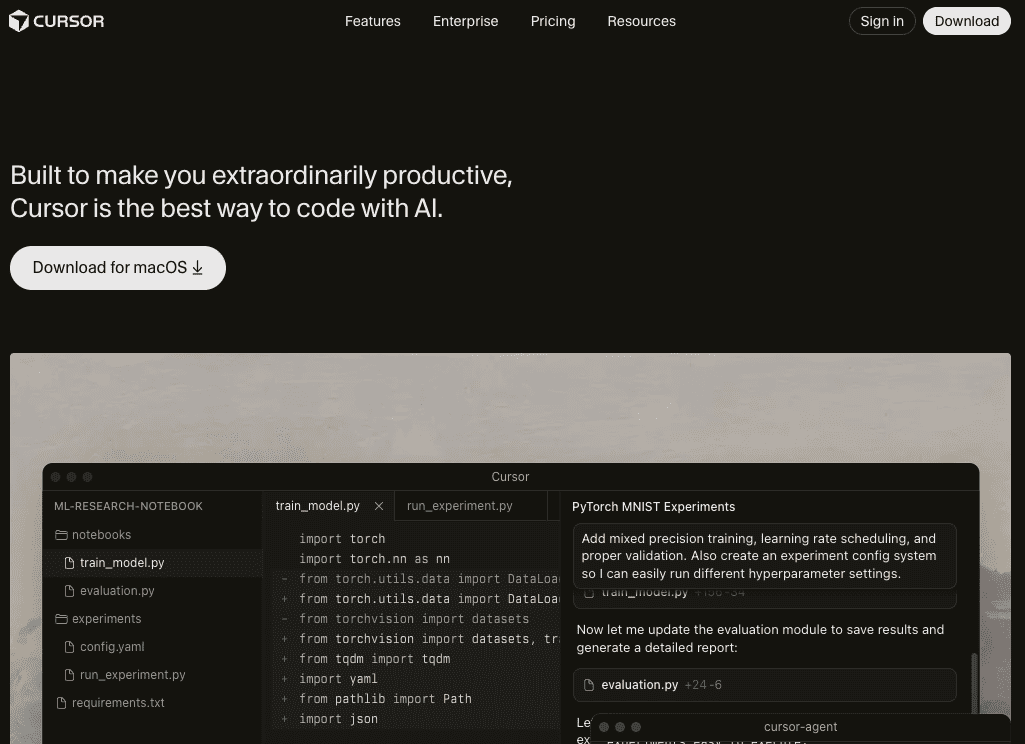 CURSOR
Features
Enterprise
Pricing
Resources
Sign in
Download
Built to make you extraordinarily productive,
Cursor is the best way to code with AI.
Download for macOS
Cursor
ML-RESEARCH-NOTEBOOK
notebooks
train_model.py
evaluation.py
experiments
config.yaml
run_experiment.py
requirements.txt
train_model.py
run_experiment.py
import torch
import torch.nn as nn
- from torch.utils.data import DataLoa
+ from torch.utils.data import DataLoa
- from torchvision import datasets
+ from torchvision import datasets, tr
+ from tqdm import tqdm
+ import yaml
+ from pathlib import Path
+ import json
PyTorch MNIST Experiments
Add mixed precision training, learning rate scheduling, and
proper validation. Also create an experiment config system
so I can easily run different hyperparameter settings.
train_model.py +156 -34
Now let me update the evaluation module to save results and
generate a detailed report:
evaluation.py +24 -6
Le
ex
cursor-agent